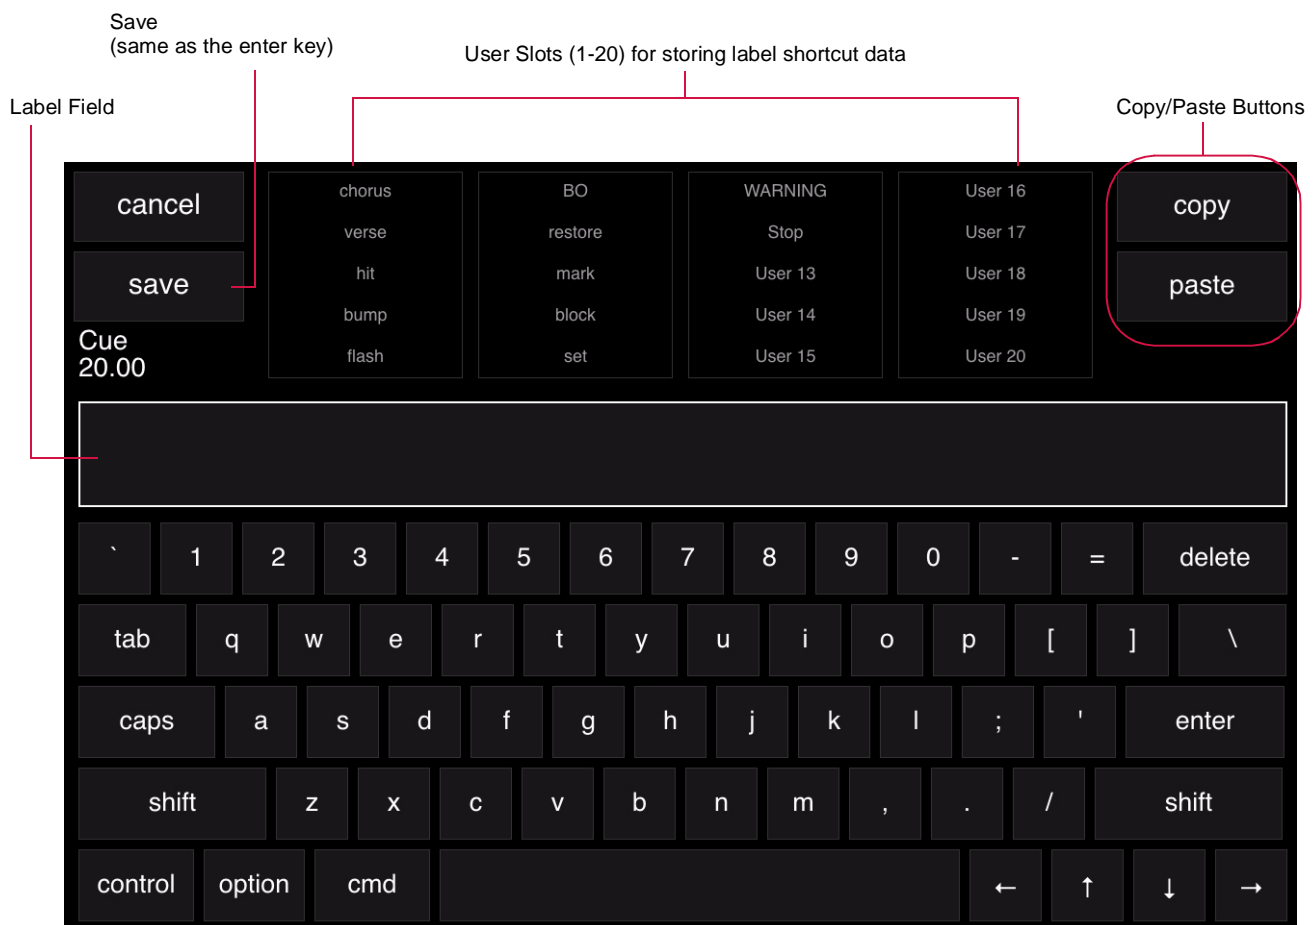 Save
(same as the enter key)
User Slots (1-20) for storing label shortcut data
Label Field
Copy/Paste Buttons
cancel
save
Cue
20.00
chorus
verse
hit
bump
flash
BO
restore
mark
block
set
WARNING
Stop
User 13
User 14
User 15
User 16
User 17
User 18
User 19
User 20
copy
paste
` 1 2 3 4 5 6 7 8 9 0 - = delete
tab q w e r t y u i o p [ ] \
caps a s d f g h j k l ; ' enter
shift z x c v b n m , . / shift
control option cmd ← ↑ ↓ →